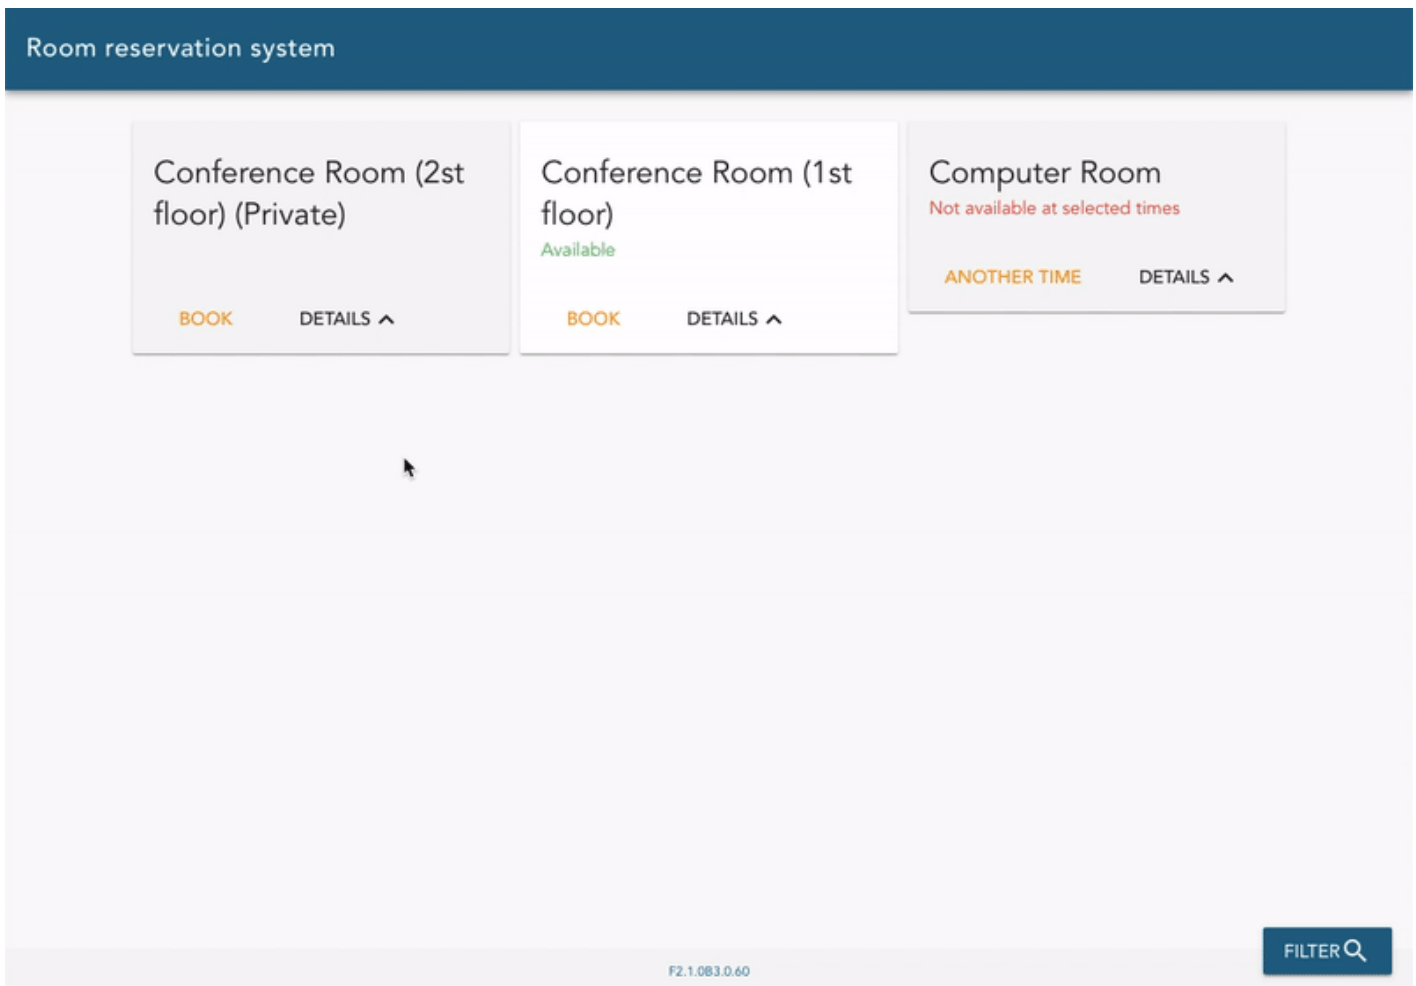 Room reservation system
Conference Room (2st
floor) (Private)
BOOK
DETAILS
Conference Room (1st
floor)
Available
BOOK
DETAILS
Computer Room
Not available at selected times
ANOTHER TIME
DETAILS
FILTER
F2.1.0B3.0.60